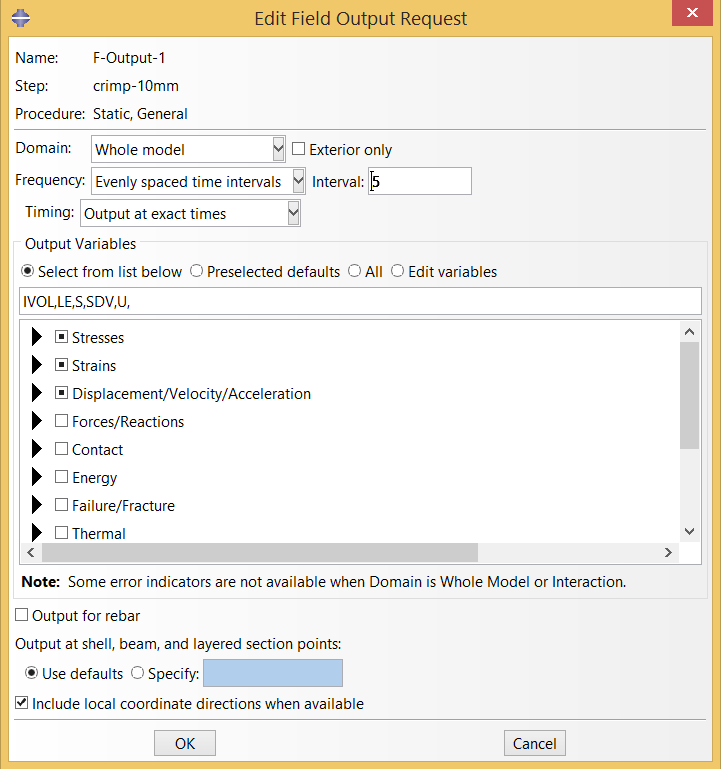 Edit Field Output Request
Name: F-Output-1
Step: crimp-10mm
Procedure: Static, General
Domain: Whole model Exterior only
Frequency: Evenly spaced time intervals Interval: 5
Timing: Output at exact times
Output Variables
Select from list below Preselected defaults All Edit variables
IVOL,LE,S,SDV,U,
Stresses
Strains
Displacement/Velocity/Acceleration
Forces/Reactions
Contact
Energy
Failure/Fracture
Thermal
Note: Some error indicators are not available when Domain is Whole Model or Interaction.
Output for rebar
Output at shell, beam, and layered section points:
Use defaults Specify:
Include local coordinate directions when available
OK Cancel